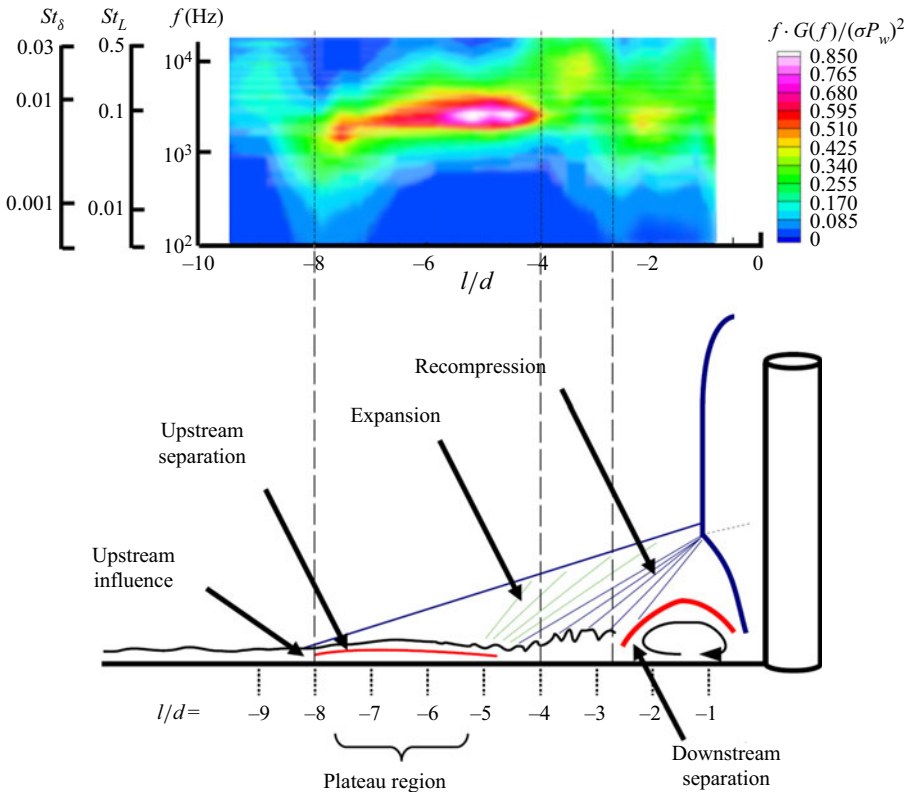 St_δ St_L f (Hz) f · G(f)/(σP_w)^2
0.03
0.01
0.001
0.5
0.1
0.01
10^4
10^3
10^2
0.850
0.765
0.680
0.595
0.510
0.425
0.340
0.255
0.170
0.085
0
–10 –8 –6 –4 –2 0
l/d
Recompression
Expansion
Upstream
separation
Upstream
influence
l/d = –9 –8 –7 –6 –5 –4 –3 –2 –1
Plateau region
Downstream
separation